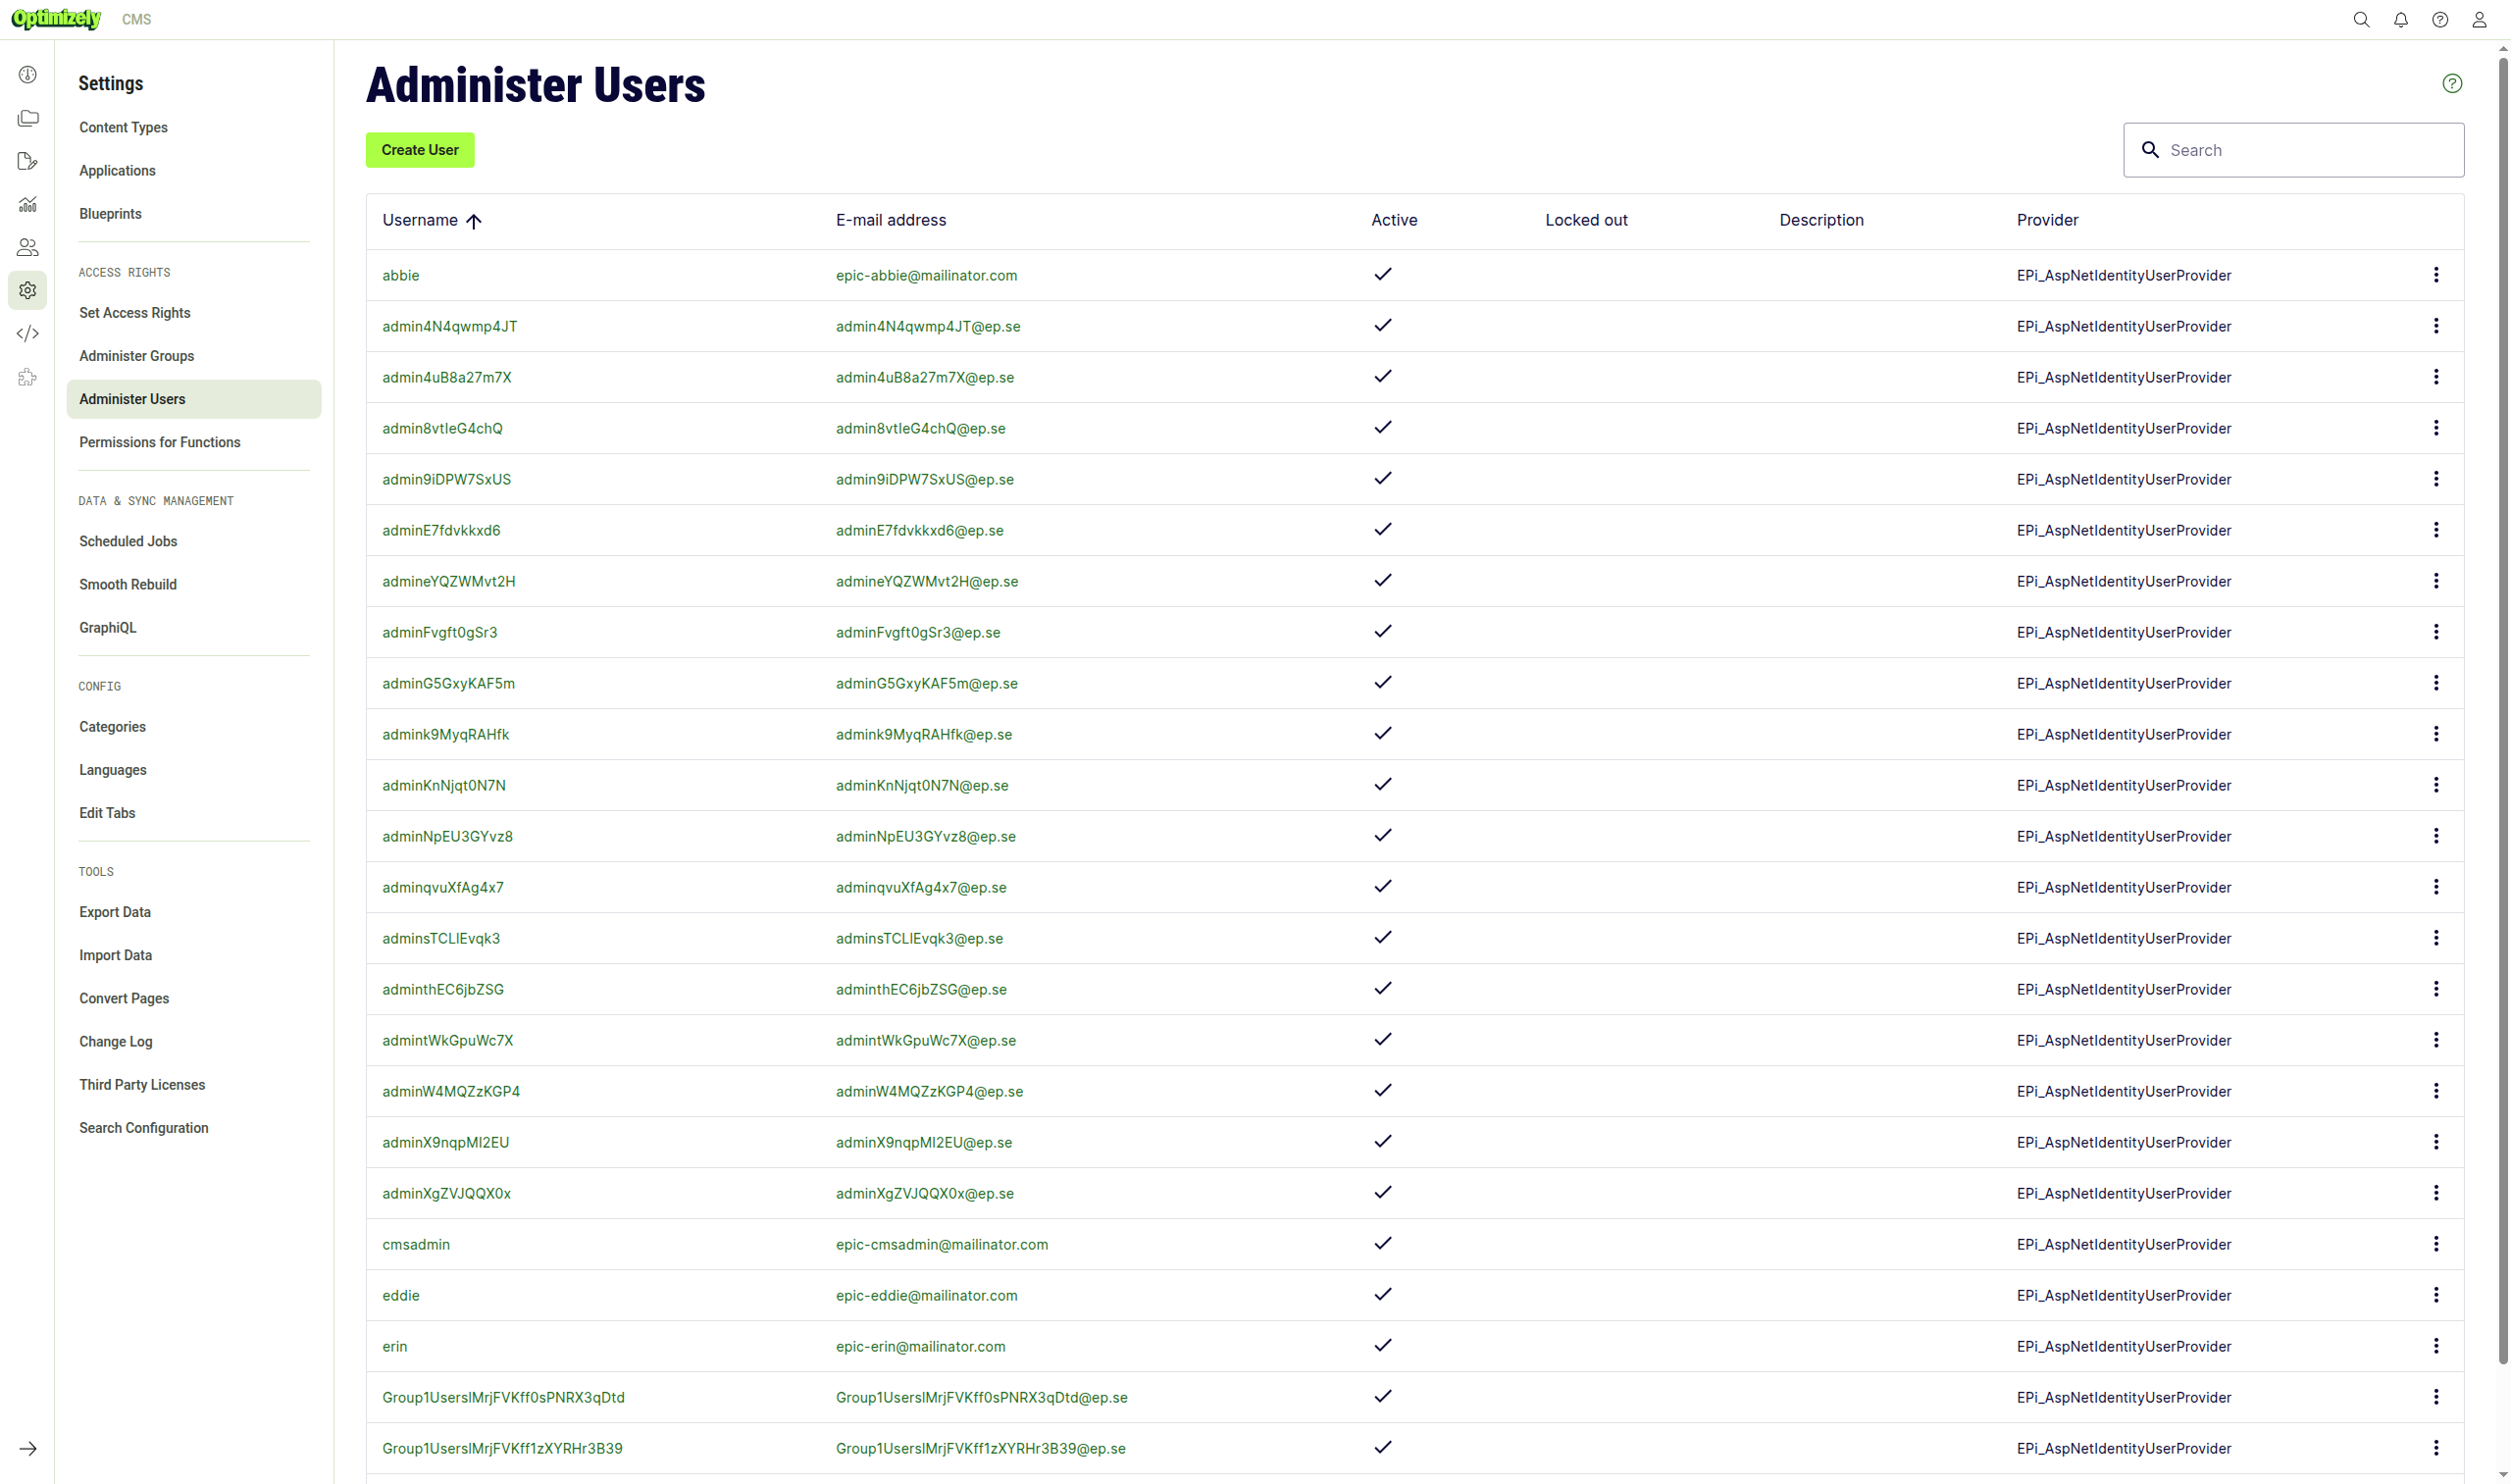 Optimizely CMS
Settings
Content Types
Applications
Blueprints
ACCESS RIGHTS
Set Access Rights
Administer Groups
Administer Users
Permissions for Functions
DATA & SYNC MANAGEMENT
Scheduled Jobs
Smooth Rebuild
GraphiQL
CONFIG
Categories
Languages
Edit Tabs
TOOLS
Export Data
Import Data
Convert Pages
Change Log
Third Party Licenses
Search Configuration
Administer Users
Create User
Search
Username E-mail address Active Locked out Description Provider
abbie epic-abbie@mailinator.com EPi_AspNetIdentityUserProvider
admin4N4qwmp4JT admin4N4qwmp4JT@ep.se EPi_AspNetIdentityUserProvider
admin4uB8a27m7X admin4uB8a27m7X@ep.se EPi_AspNetIdentityUserProvider
admin8vtIeG4chQ admin8vtIeG4chQ@ep.se EPi_AspNetIdentityUserProvider
admin9iDPW7SxUS admin9iDPW7SxUS@ep.se EPi_AspNetIdentityUserProvider
adminE7fdvkkxd6 adminE7fdvkkxd6@ep.se EPi_AspNetIdentityUserProvider
admineYQZWMvt2H admineYQZWMvt2H@ep.se EPi_AspNetIdentityUserProvider
adminFvgft0gSr3 adminFvgft0gSr3@ep.se EPi_AspNetIdentityUserProvider
adminG5GxyKAF5m adminG5GxyKAF5m@ep.se EPi_AspNetIdentityUserProvider
admink9MyqRAHfk admink9MyqRAHfk@ep.se EPi_AspNetIdentityUserProvider
adminKnNjqt0N7N adminKnNjqt0N7N@ep.se EPi_AspNetIdentityUserProvider
adminNpEU3GYvz8 adminNpEU3GYvz8@ep.se EPi_AspNetIdentityUserProvider
adminqvuXfAg4x7 adminqvuXfAg4x7@ep.se EPi_AspNetIdentityUserProvider
adminsTCLlEvqk3 adminsTCLlEvqk3@ep.se EPi_AspNetIdentityUserProvider
adminthEC6jbZSG adminthEC6jbZSG@ep.se EPi_AspNetIdentityUserProvider
admintWkGpuWc7X admintWkGpuWc7X@ep.se EPi_AspNetIdentityUserProvider
adminW4MQZzKGP4 adminW4MQZzKGP4@ep.se EPi_AspNetIdentityUserProvider
adminX9nqpMI2EU adminX9nqpMI2EU@ep.se EPi_AspNetIdentityUserProvider
adminXgZVJQQX0x adminXgZVJQQX0x@ep.se EPi_AspNetIdentityUserProvider
cmsadmin epic-cmsadmin@mailinator.com EPi_AspNetIdentityUserProvider
eddie epic-eddie@mailinator.com EPi_AspNetIdentityUserProvider
erin epic-erin@mailinator.com EPi_AspNetIdentityUserProvider
Group1UsersIMrjFVKff0sPNRX3qDtd Group1UsersIMrjFVKff0sPNRX3qDtd@ep.se EPi_AspNetIdentityUserProvider
Group1UsersIMrjFVKff1zXYRHr3B39 Group1UsersIMrjFVKff1zXYRHr3B39@ep.se EPi_AspNetIdentityUserProvider